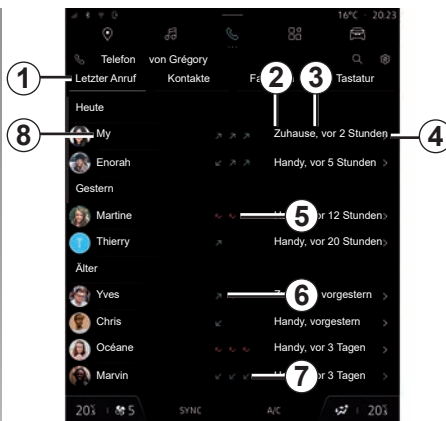 16°C · 20:23
Telefon von Grégory
1 2 3
Letzter Anruf Kontakte Fa Tastatur
Heute
8 My Zuhause, vor 2 Stunden 4
Enorah Handy, vor 5 Stunden
Gestern
Martine 5 vor 12 Stunden
Thierry Handy, vor 20 Stunden
Älter
Yves 6 vorgestern
Chris Handy, vorgestern
Océane Handy, vor 3 Tagen
Marvin 7 vor 3 Tagen
20 5 SYNC A/C 20